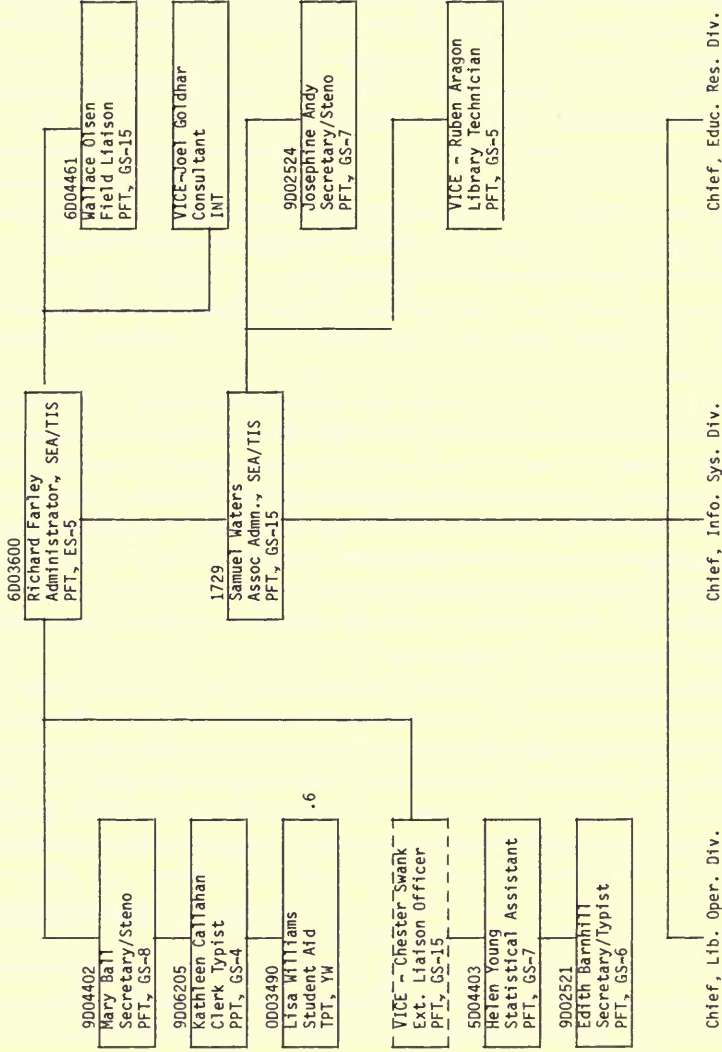 6D03600
Richard Farley
Administrator, SEA/TIS
PFT, ES-5
9D04402
Mary Ball
Secretary/Steno
PFT, GS-8
9D06205
Kathleen Callahan
Clerk Typist
PPT, GS-4
0D03490
Lisa Williams
Student Aid
TPT, YW
.6
VICE - Chester Swank
Ext. Liaison Officer
PFT, GS-15
5D04403
Helen Young
Statistical Assistant
PFT, GS-7
9D02521
Edith Barnhill
Secretary/Typist
PFT, GS-6
1729
Samuel Waters
Assoc Admn., SEA/TIS
PFT, GS-15
6D04461
Wallace Olsen
Field Liaison
PFT, GS-15
VICE-Joel Goldhar
Consultant
INT
9D02524
Josephine Andy
Secretary/Steno
PFT, GS-7
VICE - Ruben Aragon
Library Technician
PFT, GS-5
Chief, Lib. Oper. Div.
Chief, Info. Sys. Div.
Chief, Educ. Res. Div.